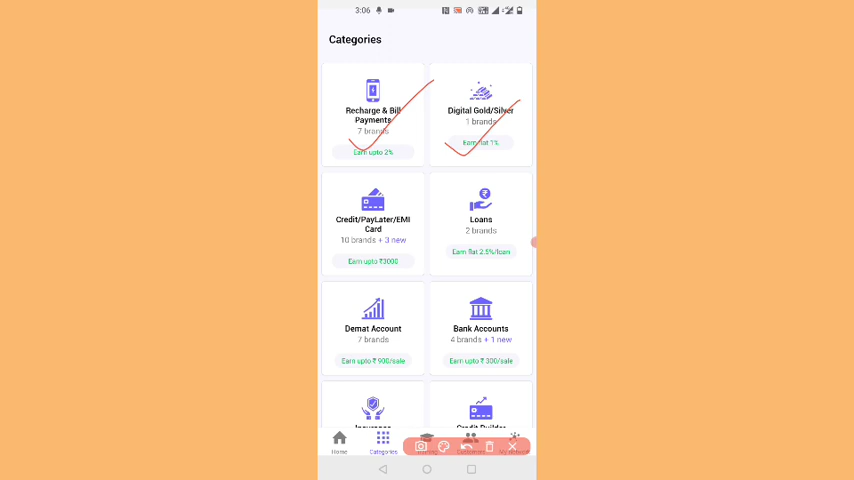 3:06
Categories
Recharge & Bill
Payments
7 brands
Earn upto 2%
Digital Gold/Silver
1 brands
Earn flat 1%
Credit/PayLater/EMI
Card
10 brands + 3 new
Earn upto ₹3000
Loans
2 brands
Earn flat 2.5%/loan
Demat Account
7 brands
Earn upto ₹ 900/sale
Bank Accounts
4 brands + 1 new
Earn upto ₹ 300/sale
Insurance
Credit Builder
Home
Categories